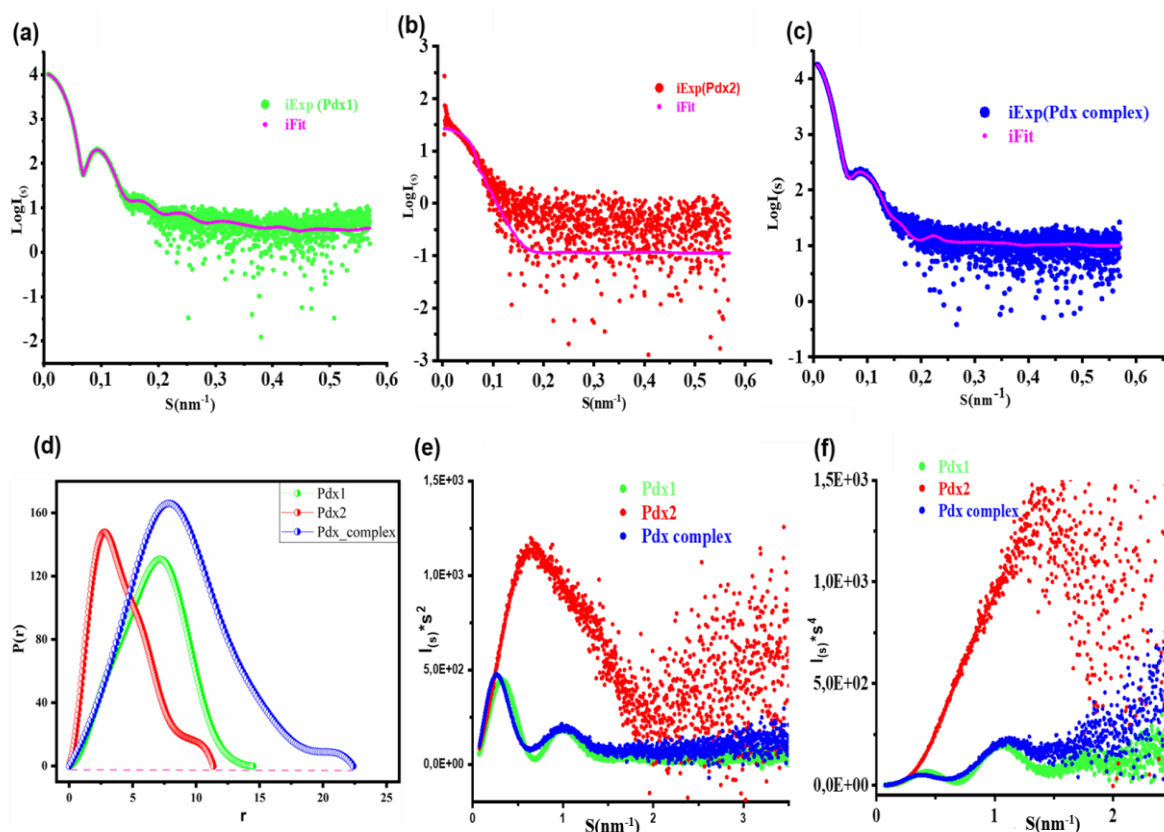 (a)
iExp (Pdx1)
iFit
LogI(s)
4
3
2
1
0
-1
-2
0,0 0,1 0,2 0,3 0,4 0,5 0,6
S(nm-1)
(b)
iExp(Pdx2)
iFit
LogI(s)
3
2
2
1
1
0
-1
-1
-2
-2
-3
0,0 0,1 0,2 0,3 0,4 0,5 0,6
S(nm-1)
(c)
iExp(Pdx complex)
iFit
LogI(s)
4
3
2
1
0
-1
0,0 0,1 0,2 0,3 0,4 0,5 0,6
S(nm-1)
(d)
Pdx1
Pdx2
Pdx_complex
P(r)
160
120
80
40
0
0 5 10 15 20 25
r
(e)
Pdx1
Pdx2
Pdx complex
I(s)*s2
1,5E+03
1,0E+03
5,0E+02
0,0E+00
1 2 3
S(nm-1)
(f)
Pdx1
Pdx2
Pdx complex
I(s)*s4
1,5E+03
1,0E+03
5,0E+02
0,0E+00
1 2
S(nm-1)